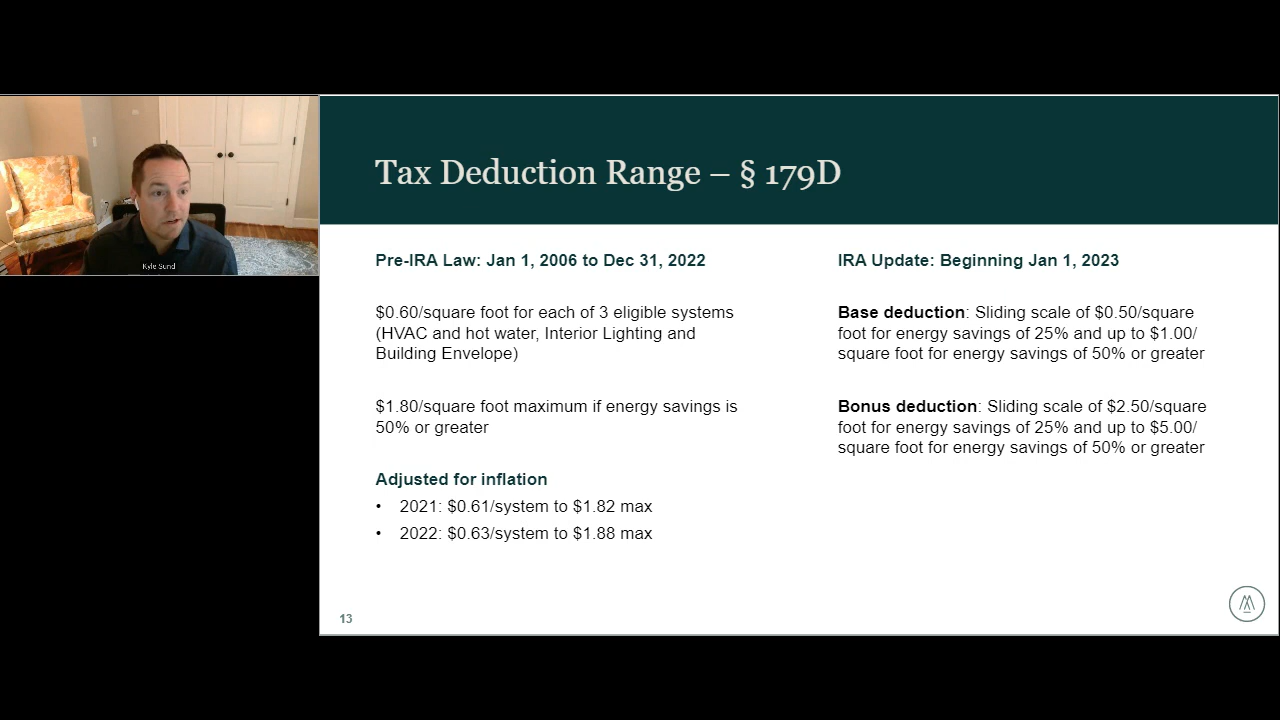 Kyle Sund
Tax Deduction Range – § 179D
Pre-IRA Law: Jan 1, 2006 to Dec 31, 2022
$0.60/square foot for each of 3 eligible systems
(HVAC and hot water, Interior Lighting and
Building Envelope)
$1.80/square foot maximum if energy savings is
50% or greater
Adjusted for inflation
• 2021: $0.61/system to $1.82 max
• 2022: $0.63/system to $1.88 max
IRA Update: Beginning Jan 1, 2023
Base deduction: Sliding scale of $0.50/square
foot for energy savings of 25% and up to $1.00/
square foot for energy savings of 50% or greater
Bonus deduction: Sliding scale of $2.50/square
foot for energy savings of 25% and up to $5.00/
square foot for energy savings of 50% or greater
13